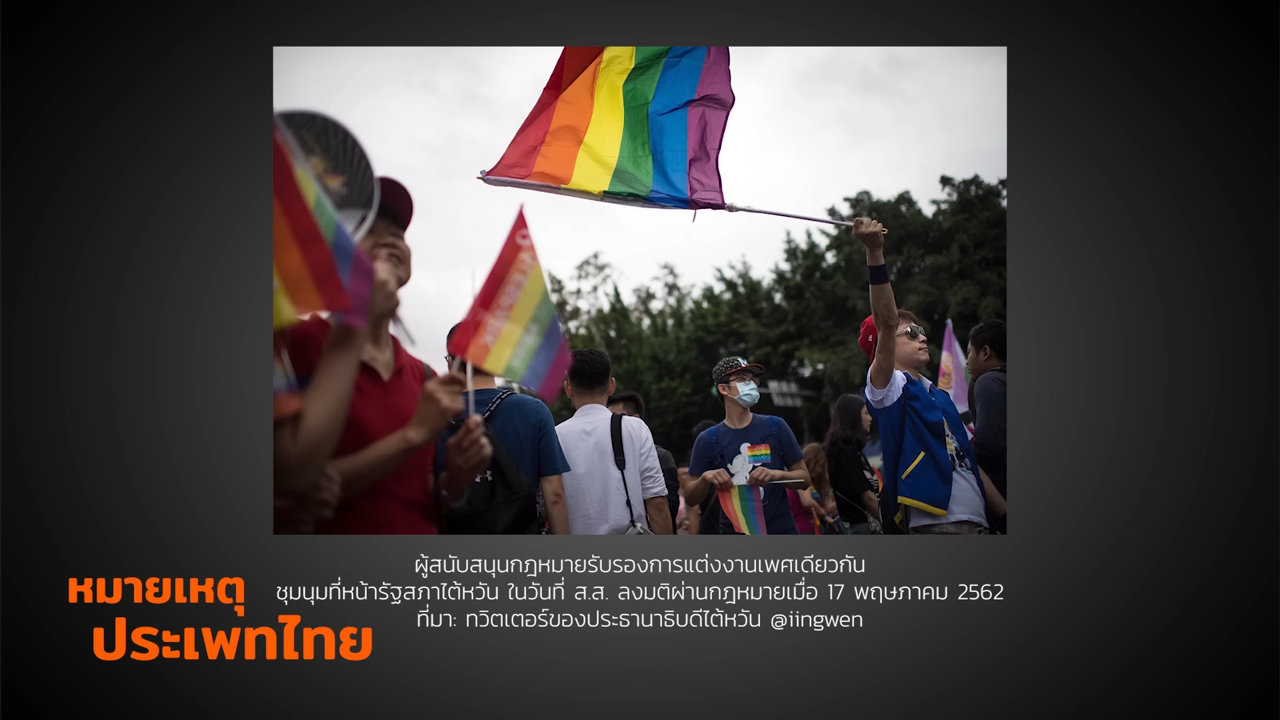 ผู้สนับสนุนกฎหมายรับรองการแต่งงานเพศเดียวกัน
ชุมนุมที่หน้ารัฐสภาไต้หวัน ในวันที่ ส.ส. ลงมติผ่านกฎหมายเมื่อ 17 พฤษภาคม 2562
ที่มา: ทวิตเตอร์ของประธานาธิบดีไต้หวัน @iingwen
หมายเหตุ
ประเพทไทย